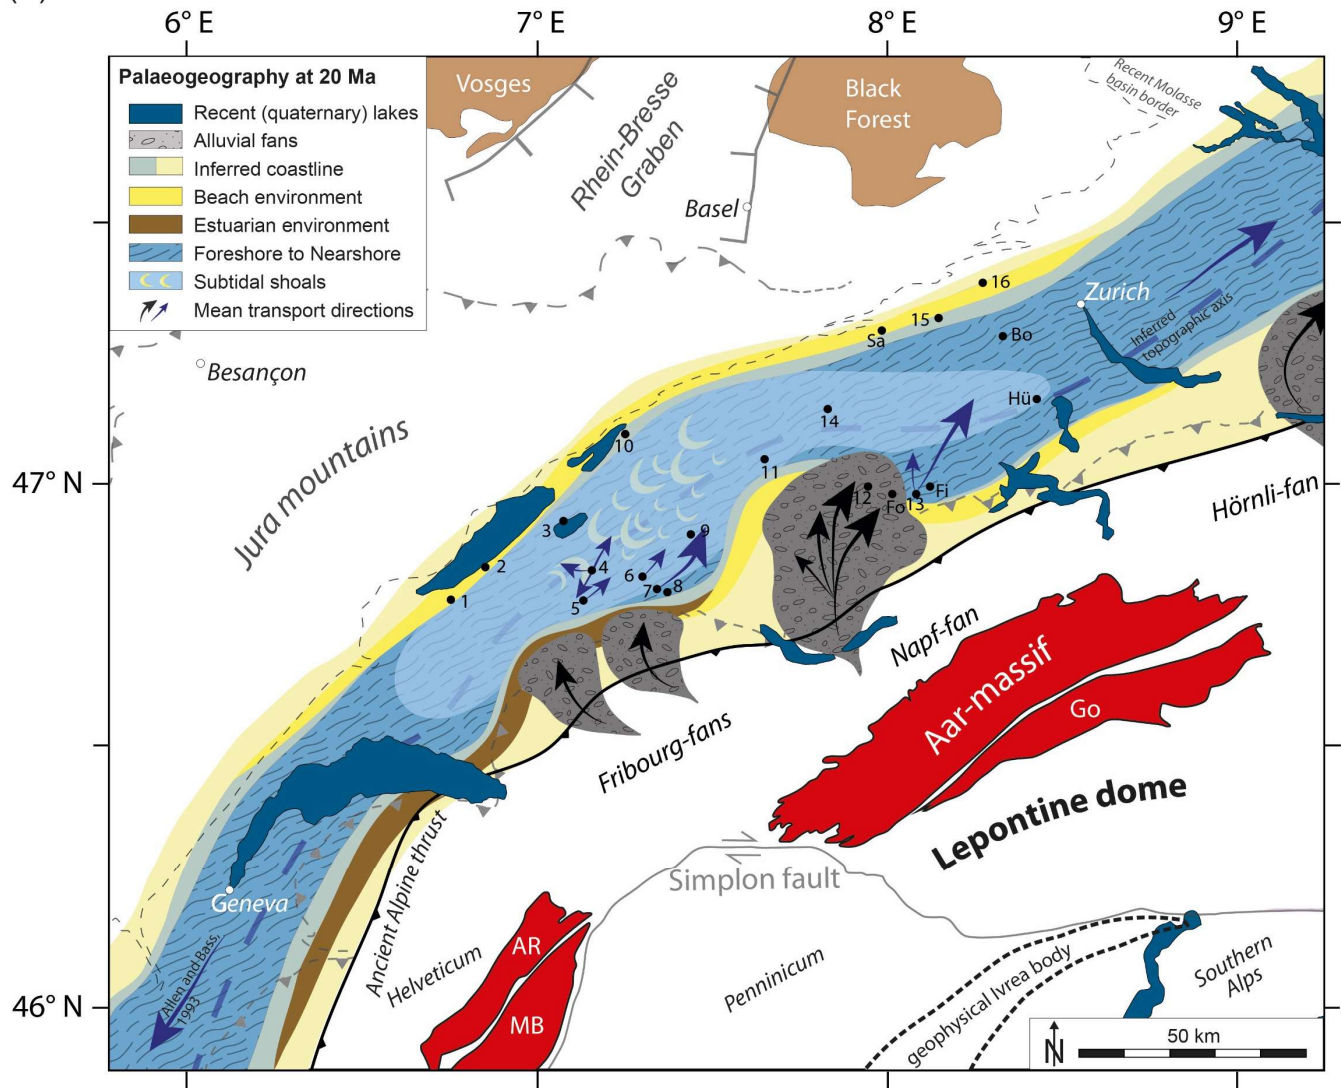 6° E
7° E
8° E
9° E
Palaeogeography at 20 Ma
Recent (quaternary) lakes
Alluvial fans
Inferred coastline
Beach environment
Estuarian environment
Foreshore to Nearshore
Subtidal shoals
Mean transport directions
Vosges
Rhein-Bresse
Graben
Black
Forest
Recent Molasse
basin border
Basel
Besançon
Jura mountains
16
15
Sa
Bo
Zurich
Inferred
topographic axis
Hü
14
10
11
47° N
12
Fo
13
Fi
3
9
2
4
6
7
8
5
1
Hörnli-fan
Napf-fan
Fribourg-fans
Aar-massif
Go
Lepontine dome
Simplon fault
Geneva
Allen and Bass,
1993
Ancient Alpine thrust
Helveticum
AR
MB
Penninicum
geophysical Ivrea body
Southern
Alps
46° N
N
50 km